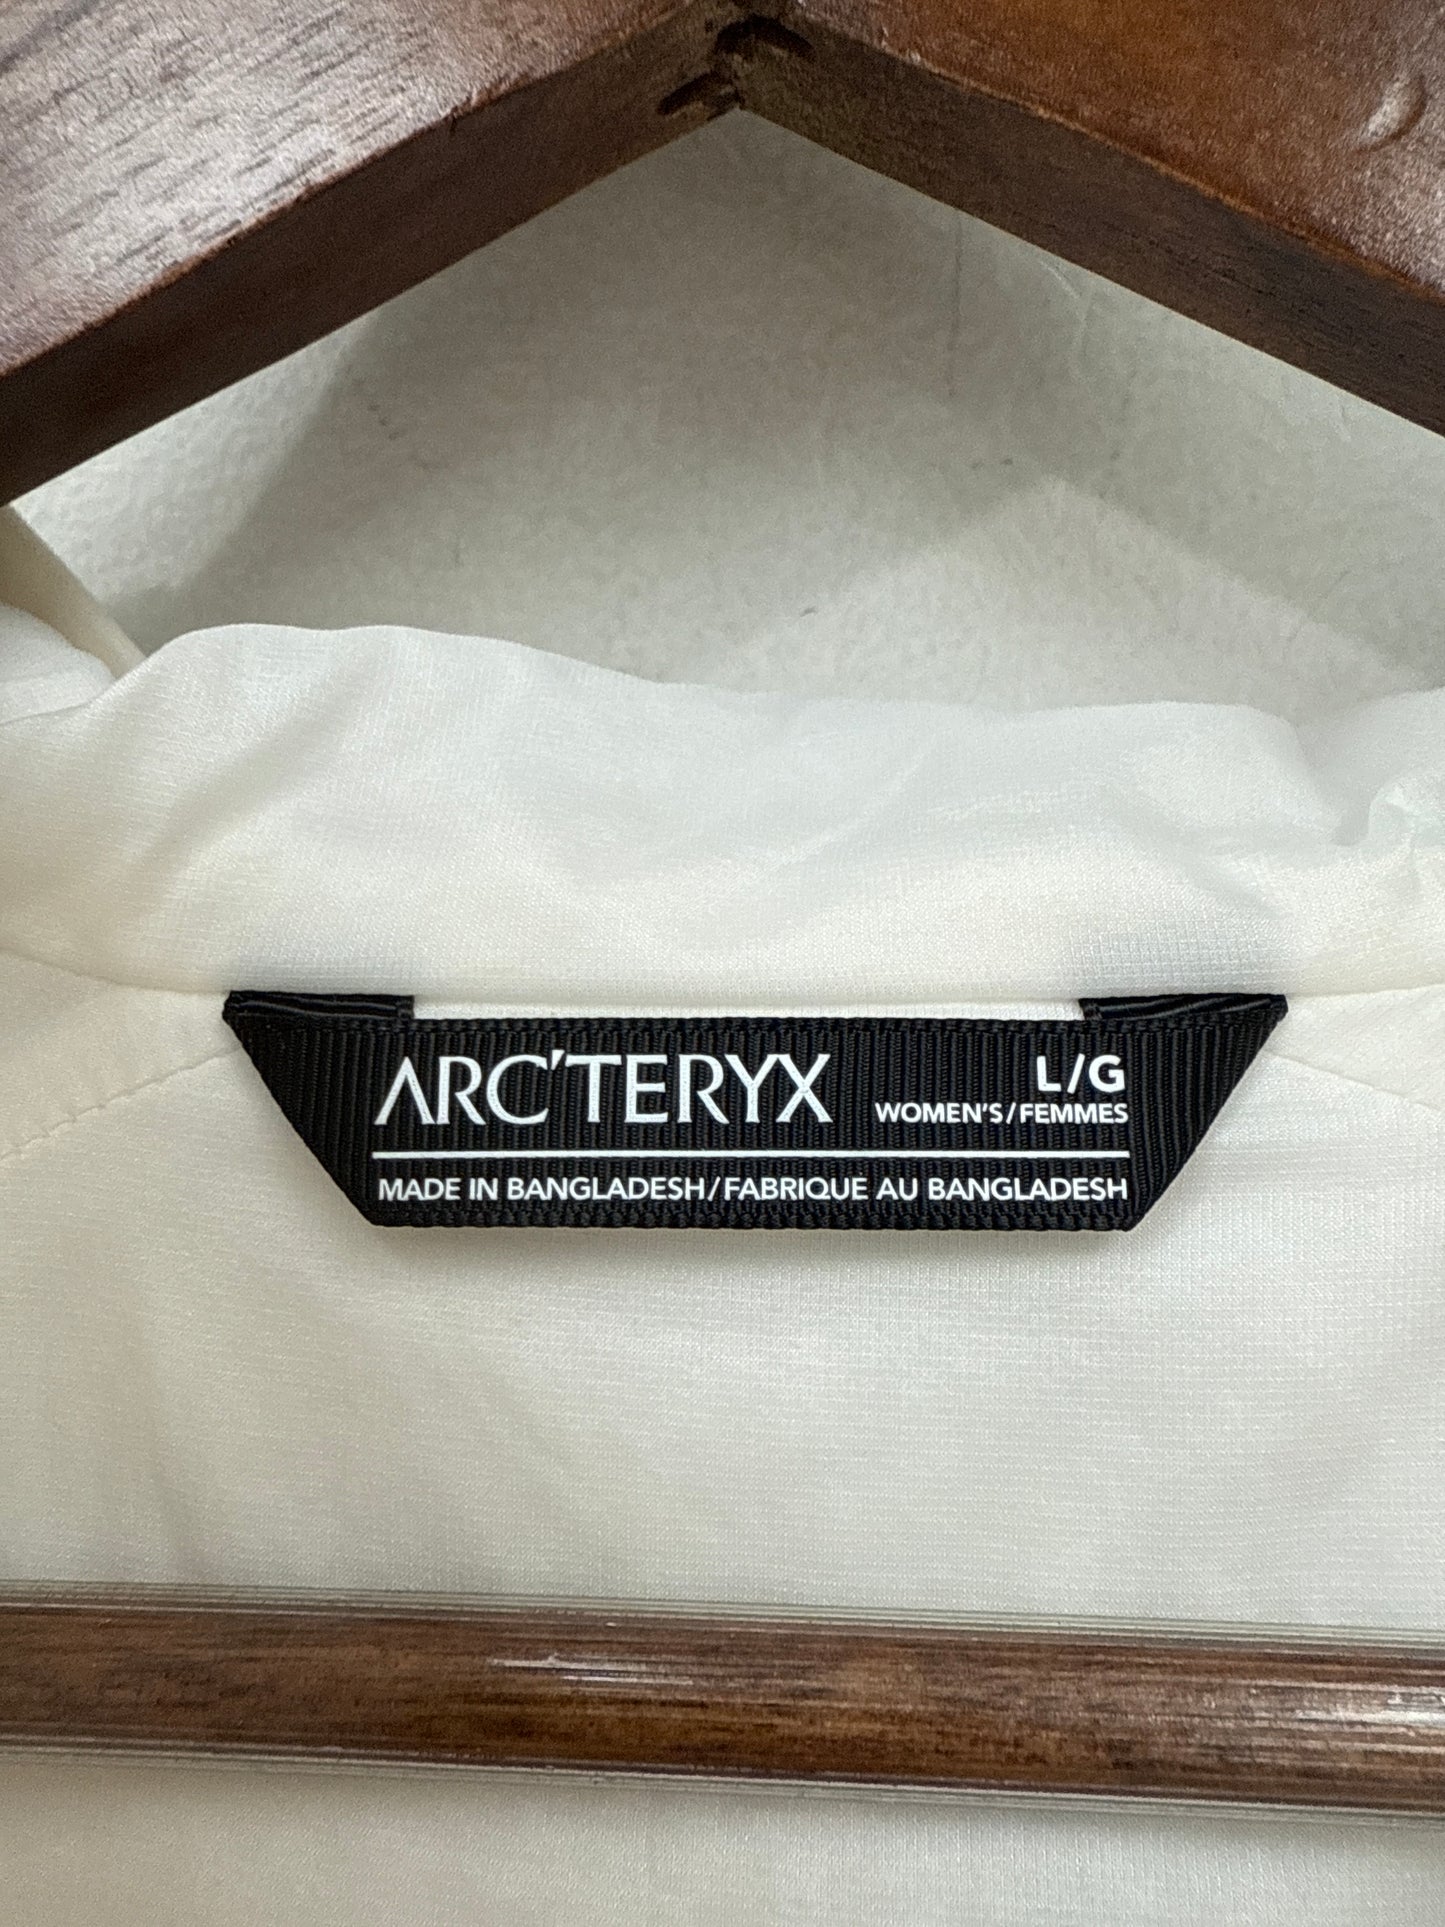 ARC'TERYX L/G
WOMEN'S/FEMMES
MADE IN BANGLADESH/FABRIQUE AU BANGLADESH